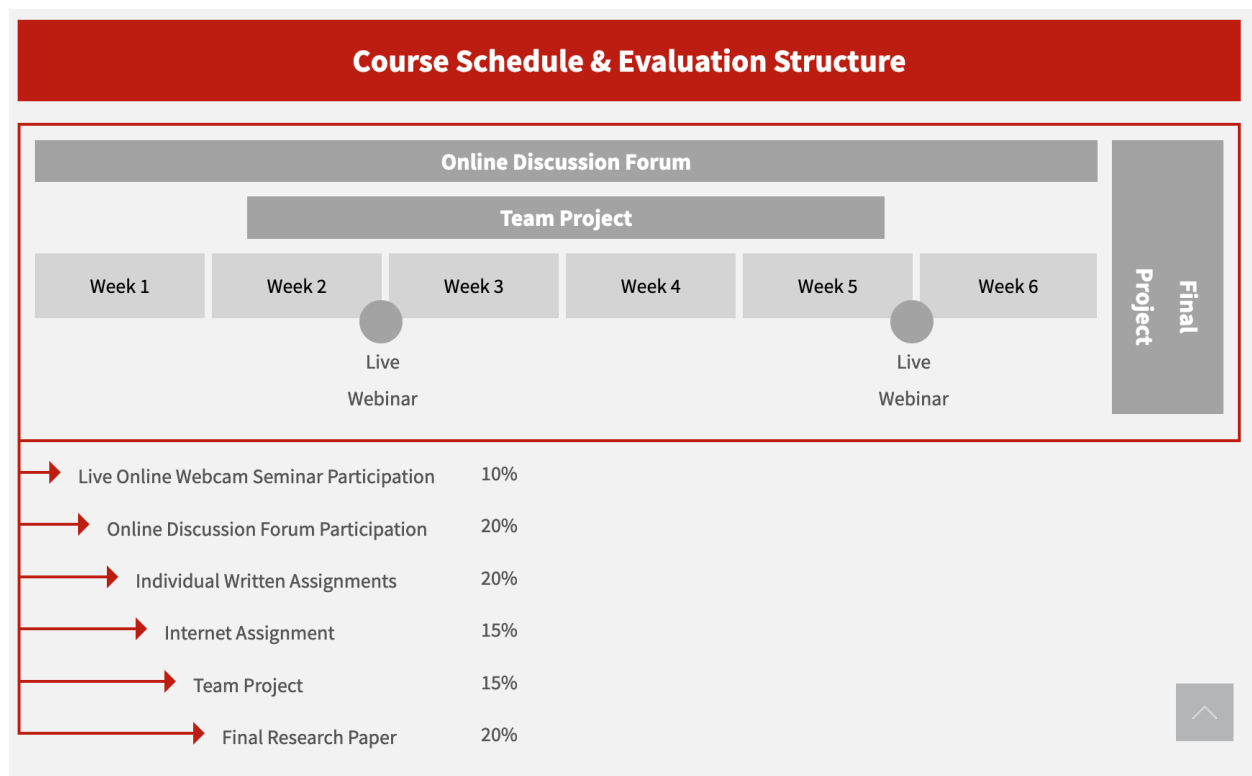 Course Schedule & Evaluation Structure
Online Discussion Forum
Team Project
Week 1
Week 2
Week 3
Week 4
Week 5
Week 6
Final
Project
Live
Webinar
Live
Webinar
Live Online Webcam Seminar Participation 10%
Online Discussion Forum Participation 20%
Individual Written Assignments 20%
Internet Assignment 15%
Team Project 15%
Final Research Paper 20%